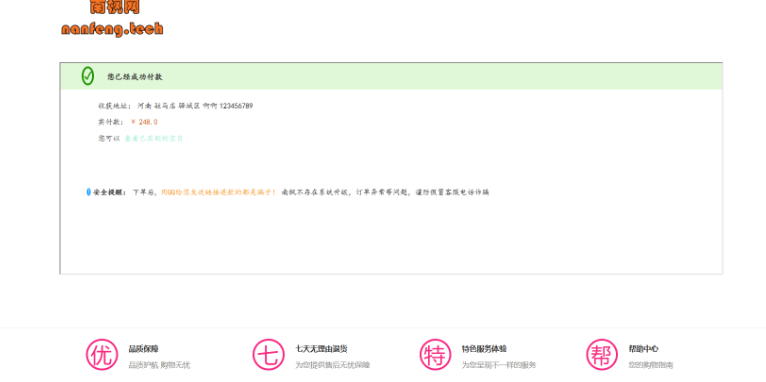 南枫网
nanfeng.tech
您已经成功付款
收获地址： 河南 驻马店 驿城区 啊啊 123456789
实付款： ￥ 248.0
您可以 查看已买到的宝贝
安全提醒： 下单后，用QQ给您发送链接退款的都是骗子！ 南枫不存在系统升级，订单异常等问题，谨防假冒客服电话诈骗
优 品质保障
品质护航 购物无忧
七 七天无理由退货
为您提供售后无忧保障
特 特色服务体验
为您呈现不一样的服务
帮 帮助中心
您的购物指南